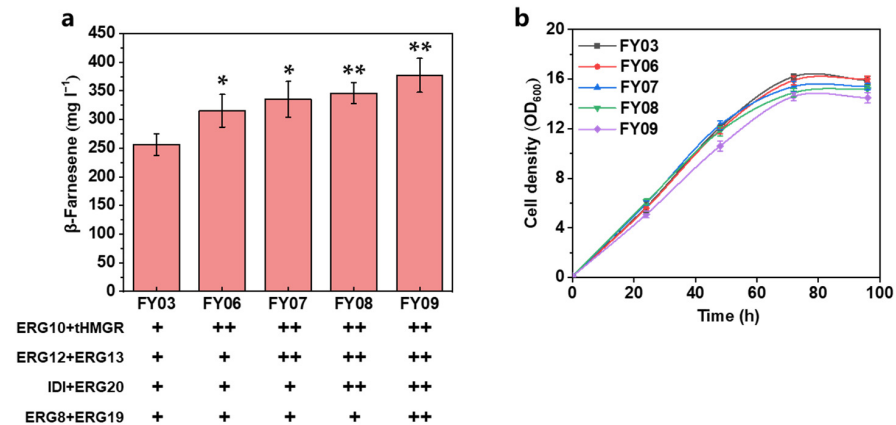 a
β-Farnesene (mg l⁻¹)
450
400
350
300
250
200
150
100
50
0
*
*
**
**
FY03 FY06 FY07 FY08 FY09
ERG10+tHMGR + ++ ++ ++ ++
ERG12+ERG13 + + ++ ++ ++
IDI+ERG20 + + + ++ ++
ERG8+ERG19 + + + + ++
b
Cell density (OD₆₀₀)
20
16
12
8
4
0
FY03
FY06
FY07
FY08
FY09
0 20 40 60 80 100
Time (h)